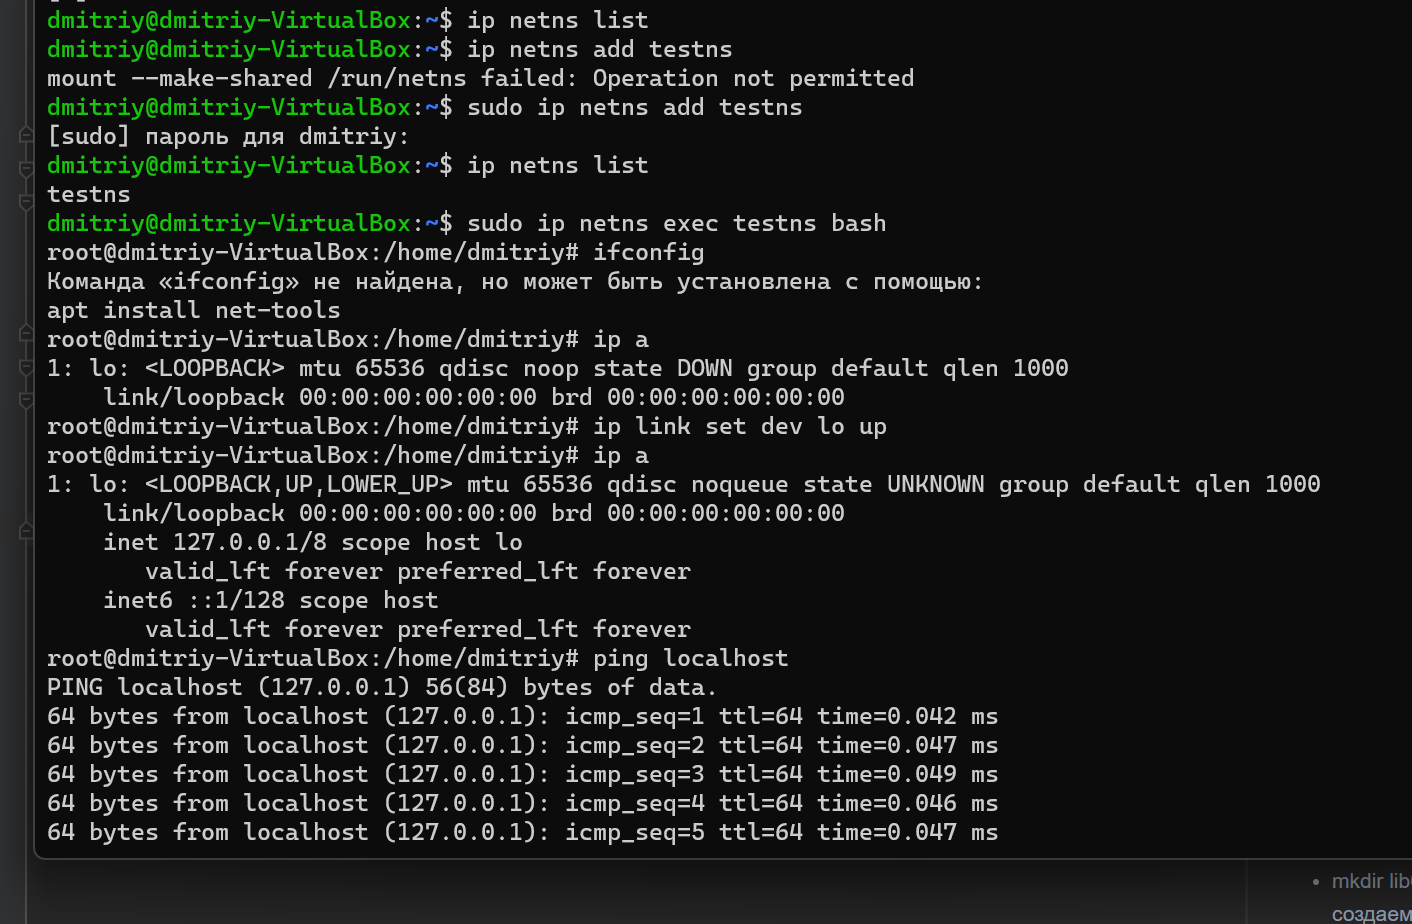 dmitriy@dmitriy-VirtualBox:~$ ip netns list
dmitriy@dmitriy-VirtualBox:~$ ip netns add testns
mount --make-shared /run/netns failed: Operation not permitted
dmitriy@dmitriy-VirtualBox:~$ sudo ip netns add testns
[sudo] пароль для dmitriy:
dmitriy@dmitriy-VirtualBox:~$ ip netns list
testns
dmitriy@dmitriy-VirtualBox:~$ sudo ip netns exec testns bash
root@dmitriy-VirtualBox:/home/dmitriy# ifconfig
Команда «ifconfig» не найдена, но может быть установлена с помощью:
apt install net-tools
root@dmitriy-VirtualBox:/home/dmitriy# ip a
1: lo: <LOOPBACK> mtu 65536 qdisc noop state DOWN group default qlen 1000
    link/loopback 00:00:00:00:00:00 brd 00:00:00:00:00:00
root@dmitriy-VirtualBox:/home/dmitriy# ip link set dev lo up
root@dmitriy-VirtualBox:/home/dmitriy# ip a
1: lo: <LOOPBACK,UP,LOWER_UP> mtu 65536 qdisc noqueue state UNKNOWN group default qlen 1000
    link/loopback 00:00:00:00:00:00 brd 00:00:00:00:00:00
    inet 127.0.0.1/8 scope host lo
       valid_lft forever preferred_lft forever
    inet6 ::1/128 scope host
       valid_lft forever preferred_lft forever
root@dmitriy-VirtualBox:/home/dmitriy# ping localhost
PING localhost (127.0.0.1) 56(84) bytes of data.
64 bytes from localhost (127.0.0.1): icmp_seq=1 ttl=64 time=0.042 ms
64 bytes from localhost (127.0.0.1): icmp_seq=2 ttl=64 time=0.047 ms
64 bytes from localhost (127.0.0.1): icmp_seq=3 ttl=64 time=0.049 ms
64 bytes from localhost (127.0.0.1): icmp_seq=4 ttl=64 time=0.046 ms
64 bytes from localhost (127.0.0.1): icmp_seq=5 ttl=64 time=0.047 ms
• mkdir
создаем